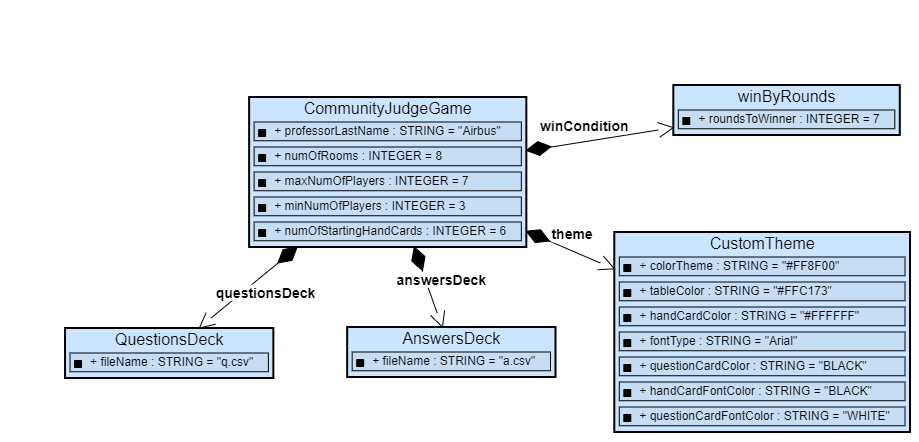 CommunityJudgeGame
+ professorLastName : STRING = "Airbus"
+ numOfRooms : INTEGER = 8
+ maxNumOfPlayers : INTEGER = 7
+ minNumOfPlayers : INTEGER = 3
+ numOfStartingHandCards : INTEGER = 6
winCondition
winByRounds
+ roundsToWinner : INTEGER = 7
theme
CustomTheme
+ colorTheme : STRING = "#FF8F00"
+ tableColor : STRING = "#FFC173"
+ handCardColor : STRING = "#FFFFFF"
+ fontType : STRING = "Arial"
+ questionCardColor : STRING = "BLACK"
+ handCardFontColor : STRING = "BLACK"
+ questionCardFontColor : STRING = "WHITE"
questionsDeck
QuestionsDeck
+ fileName : STRING = "q.csv"
answersDeck
AnswersDeck
+ fileName : STRING = "a.csv"